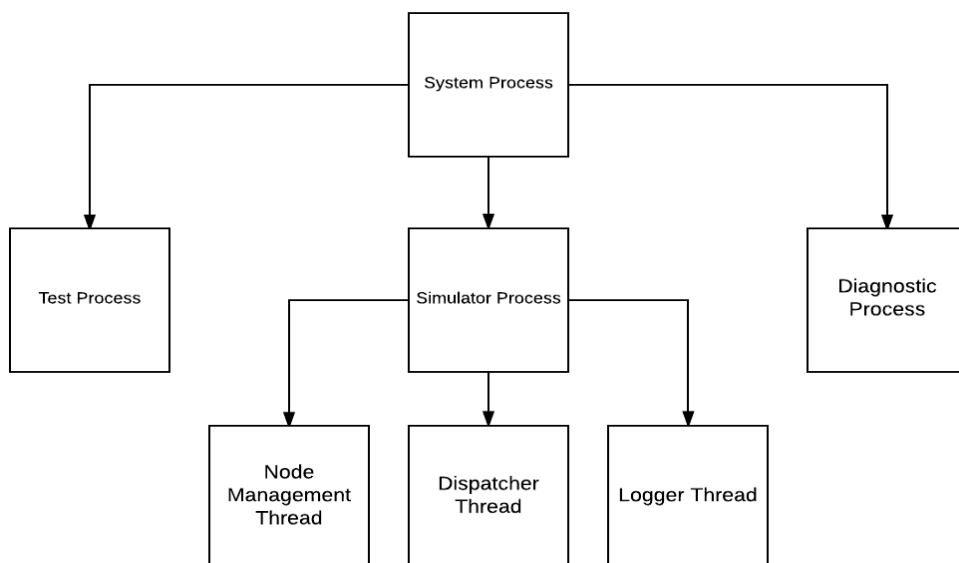 System Process
Test Process
Simulator Process
Diagnostic
Process
Node
Management
Thread
Dispatcher
Thread
Logger Thread